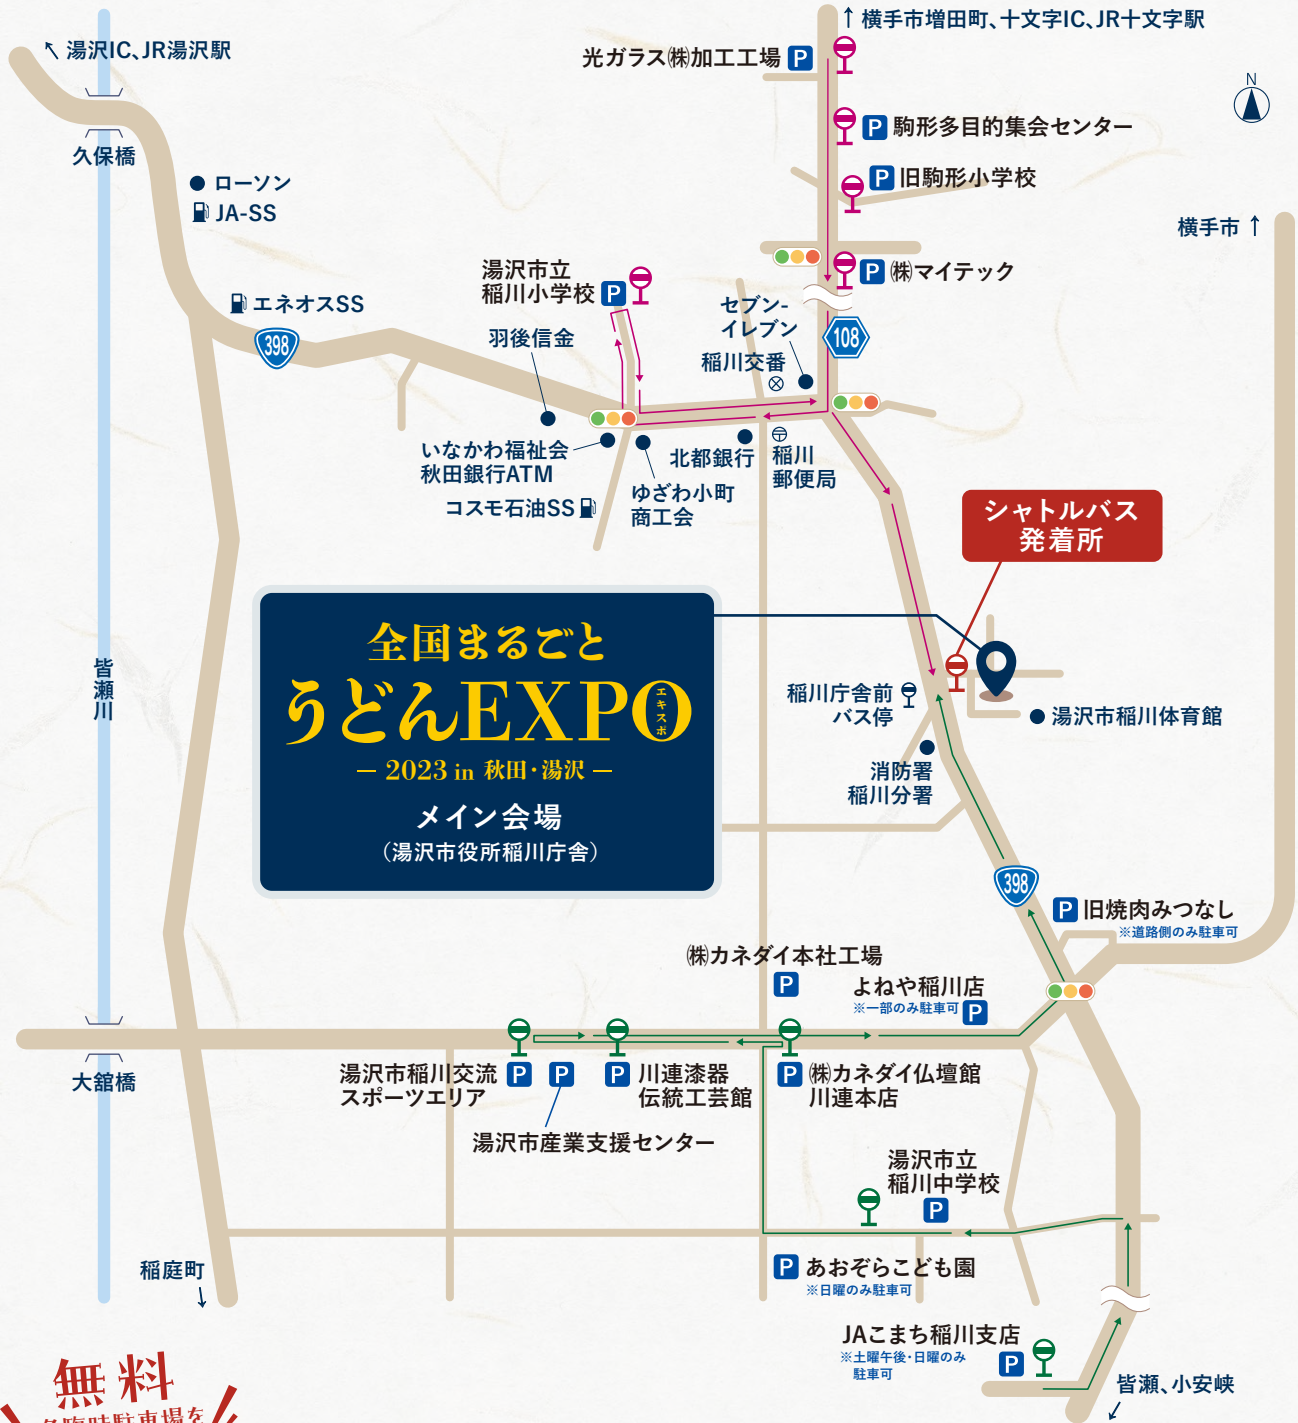 ↑ 横手市増田町、十文字IC、JR十文字駅
↖ 湯沢IC、JR湯沢駅
光ガラス㈱加工工場 P
N
P 駒形多目的集会センター
久保橋
P 旧駒形小学校
ローソン
JA-SS
横手市 ↑
湯沢市立
稲川小学校 P
P ㈱マイテック
エネオスSS
398
セブン-
イレブン
108
羽後信金
稲川交番
いなかわ福祉会
秋田銀行ATM
北都銀行
稲川
郵便局
ゆざわ小町
商工会
コスモ石油SS
シャトルバス
発着所
全国まるごと
うどんEXPO
エキスポ
― 2023 in 秋田・湯沢 ―
メイン会場
（湯沢市役所稲川庁舎）
皆瀬川
稲川庁舎前
バス停
湯沢市稲川体育館
消防署
稲川分署
398
P 旧焼肉みつなし
※道路側のみ駐車可
㈱カネダイ本社工場
P
よねや稲川店
※一部のみ駐車可 P
大舘橋
湯沢市稲川交流
スポーツエリア
P
P
P 川連漆器
伝統工芸館
P ㈱カネダイ仏壇館
川連本店
湯沢市産業支援センター
湯沢市立
稲川中学校
P
稲庭町
P あおぞらこども園
※日曜のみ駐車可
JAこまち稲川支店
※土曜午後・日曜のみ
駐車可
P
皆瀬、小安峡
無料
各臨時駐車場を